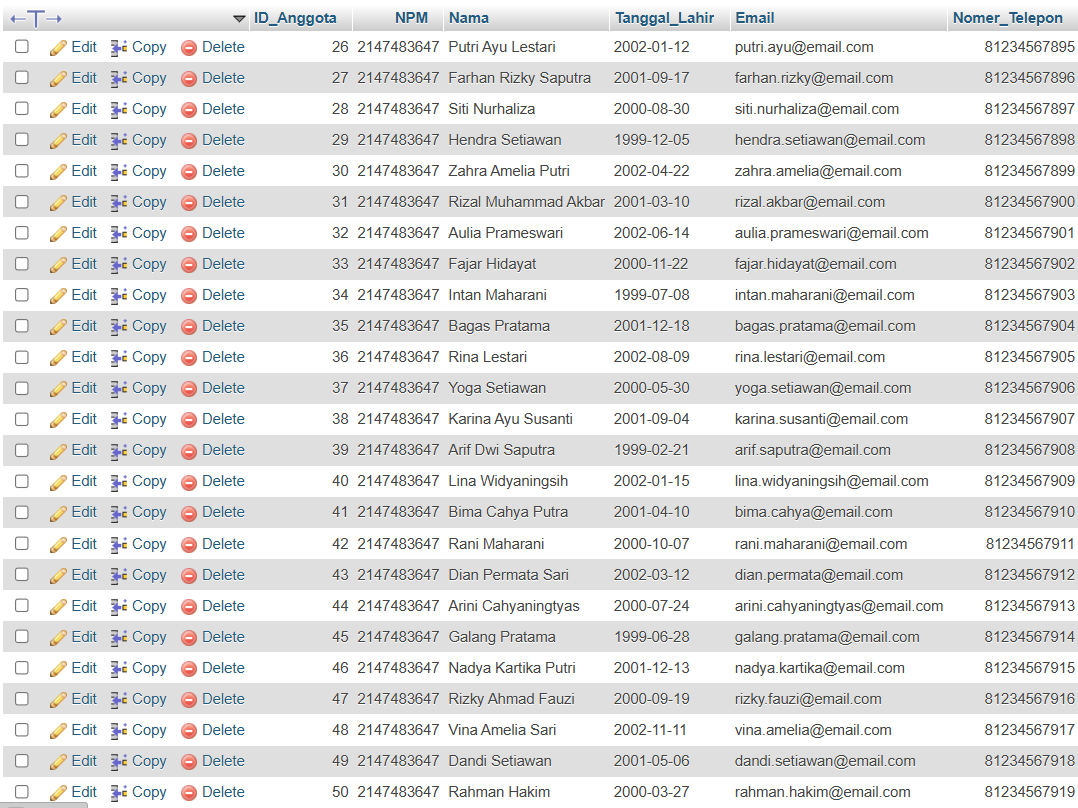 ID_Anggota NPM Nama Tanggal_Lahir Email Nomer_Telepon
Edit Copy Delete 26 2147483647 Putri Ayu Lestari 2002-01-12 putri.ayu@email.com 81234567895
Edit Copy Delete 27 2147483647 Farhan Rizky Saputra 2001-09-17 farhan.rizky@email.com 81234567896
Edit Copy Delete 28 2147483647 Siti Nurhaliza 2000-08-30 siti.nurhaliza@email.com 81234567897
Edit Copy Delete 29 2147483647 Hendra Setiawan 1999-12-05 hendra.setiawan@email.com 81234567898
Edit Copy Delete 30 2147483647 Zahra Amelia Putri 2002-04-22 zahra.amelia@email.com 81234567899
Edit Copy Delete 31 2147483647 Rizal Muhammad Akbar 2001-03-10 rizal.akbar@email.com 81234567900
Edit Copy Delete 32 2147483647 Aulia Prameswari 2002-06-14 aulia.prameswari@email.com 81234567901
Edit Copy Delete 33 2147483647 Fajar Hidayat 2000-11-22 fajar.hidayat@email.com 81234567902
Edit Copy Delete 34 2147483647 Intan Maharani 1999-07-08 intan.maharani@email.com 81234567903
Edit Copy Delete 35 2147483647 Bagas Pratama 2001-12-18 bagas.pratama@email.com 81234567904
Edit Copy Delete 36 2147483647 Rina Lestari 2002-08-09 rina.lestari@email.com 81234567905
Edit Copy Delete 37 2147483647 Yoga Setiawan 2000-05-30 yoga.setiawan@email.com 81234567906
Edit Copy Delete 38 2147483647 Karina Ayu Susanti 2001-09-04 karina.susanti@email.com 81234567907
Edit Copy Delete 39 2147483647 Arif Dwi Saputra 1999-02-21 arif.saputra@email.com 81234567908
Edit Copy Delete 40 2147483647 Lina Widyaningsih 2002-01-15 lina.widyaningsih@email.com 81234567909
Edit Copy Delete 41 2147483647 Bima Cahya Putra 2001-04-10 bima.cahya@email.com 81234567910
Edit Copy Delete 42 2147483647 Rani Maharani 2000-10-07 rani.maharani@email.com 81234567911
Edit Copy Delete 43 2147483647 Dian Permata Sari 2002-03-12 dian.permata@email.com 81234567912
Edit Copy Delete 44 2147483647 Arini Cahyaningtyas 2000-07-24 arini.cahyaningtyas@email.com 81234567913
Edit Copy Delete 45 2147483647 Galang Pratama 1999-06-28 galang.pratama@email.com 81234567914
Edit Copy Delete 46 2147483647 Nadya Kartika Putri 2001-12-13 nadya.kartika@email.com 81234567915
Edit Copy Delete 47 2147483647 Rizky Ahmad Fauzi 2000-09-19 rizky.fauzi@email.com 81234567916
Edit Copy Delete 48 2147483647 Vina Amelia Sari 2002-11-11 vina.amelia@email.com 81234567917
Edit Copy Delete 49 2147483647 Dandi Setiawan 2001-05-06 dandi.setiawan@email.com 81234567918
Edit Copy Delete 50 2147483647 Rahman Hakim 2000-03-27 rahman.hakim@email.com 81234567919